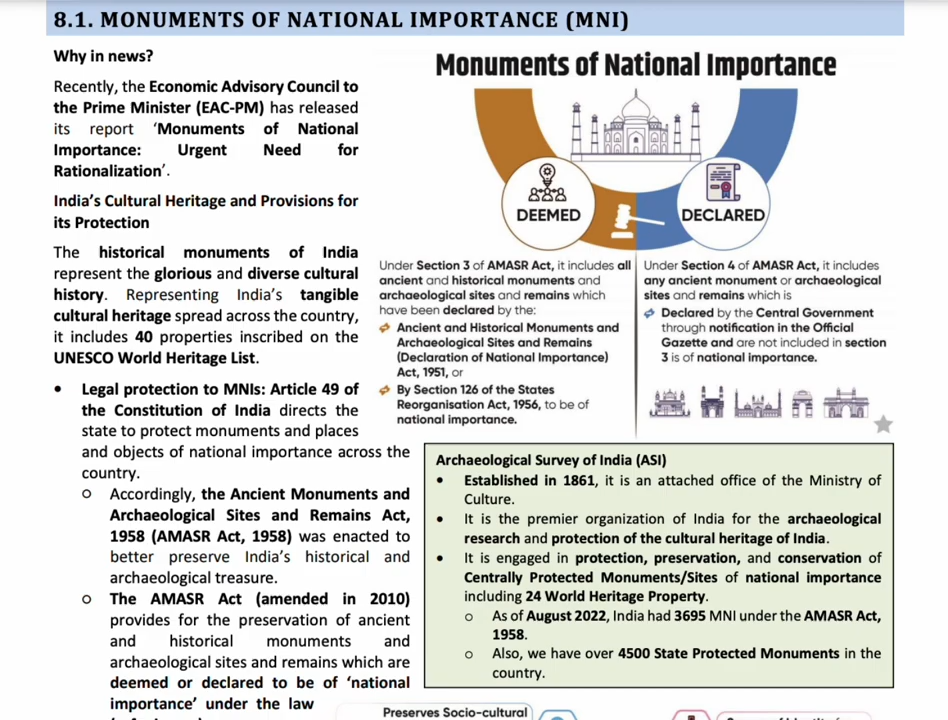 8.1. MONUMENTS OF NATIONAL IMPORTANCE (MNI)
Why in news?
Recently, the Economic Advisory Council to
the Prime Minister (EAC-PM) has released
its report ‘Monuments of National
Importance: Urgent Need for
Rationalization’.
India’s Cultural Heritage and Provisions for
its Protection
The historical monuments of India
represent the glorious and diverse cultural
history. Representing India’s tangible
cultural heritage spread across the country,
it includes 40 properties inscribed on the
UNESCO World Heritage List.
• Legal protection to MNIs: Article 49 of
the Constitution of India directs the
state to protect monuments and places
and objects of national importance across the
country.
o Accordingly, the Ancient Monuments and
Archaeological Sites and Remains Act,
1958 (AMASR Act, 1958) was enacted to
better preserve India’s historical and
archaeological treasure.
o The AMASR Act (amended in 2010)
provides for the preservation of ancient
and historical monuments and
archaeological sites and remains which are
deemed or declared to be of ‘national
importance’ under the law
Monuments of National Importance
DEEMED
DECLARED
Under Section 3 of AMASR Act, it includes all
ancient and historical monuments and
archaeological sites and remains which
have been declared by the:
Ancient and Historical Monuments and
Archaeological Sites and Remains
(Declaration of National Importance)
Act, 1951, or
By Section 126 of the States
Reorganisation Act, 1956, to be of
national importance.
Under Section 4 of AMASR Act, it includes
any ancient monument or archaeological
sites and remains which is
Declared by the Central Government
through notification in the Official
Gazette and are not included in section
3 is of national importance.
Archaeological Survey of India (ASI)
• Established in 1861, it is an attached office of the Ministry of
Culture.
• It is the premier organization of India for the archaeological
research and protection of the cultural heritage of India.
• It is engaged in protection, preservation, and conservation of
Centrally Protected Monuments/Sites of national importance
including 24 World Heritage Property.
o As of August 2022, India had 3695 MNI under the AMASR Act,
1958.
o Also, we have over 4500 State Protected Monuments in the
country.
Preserves Socio-cultural